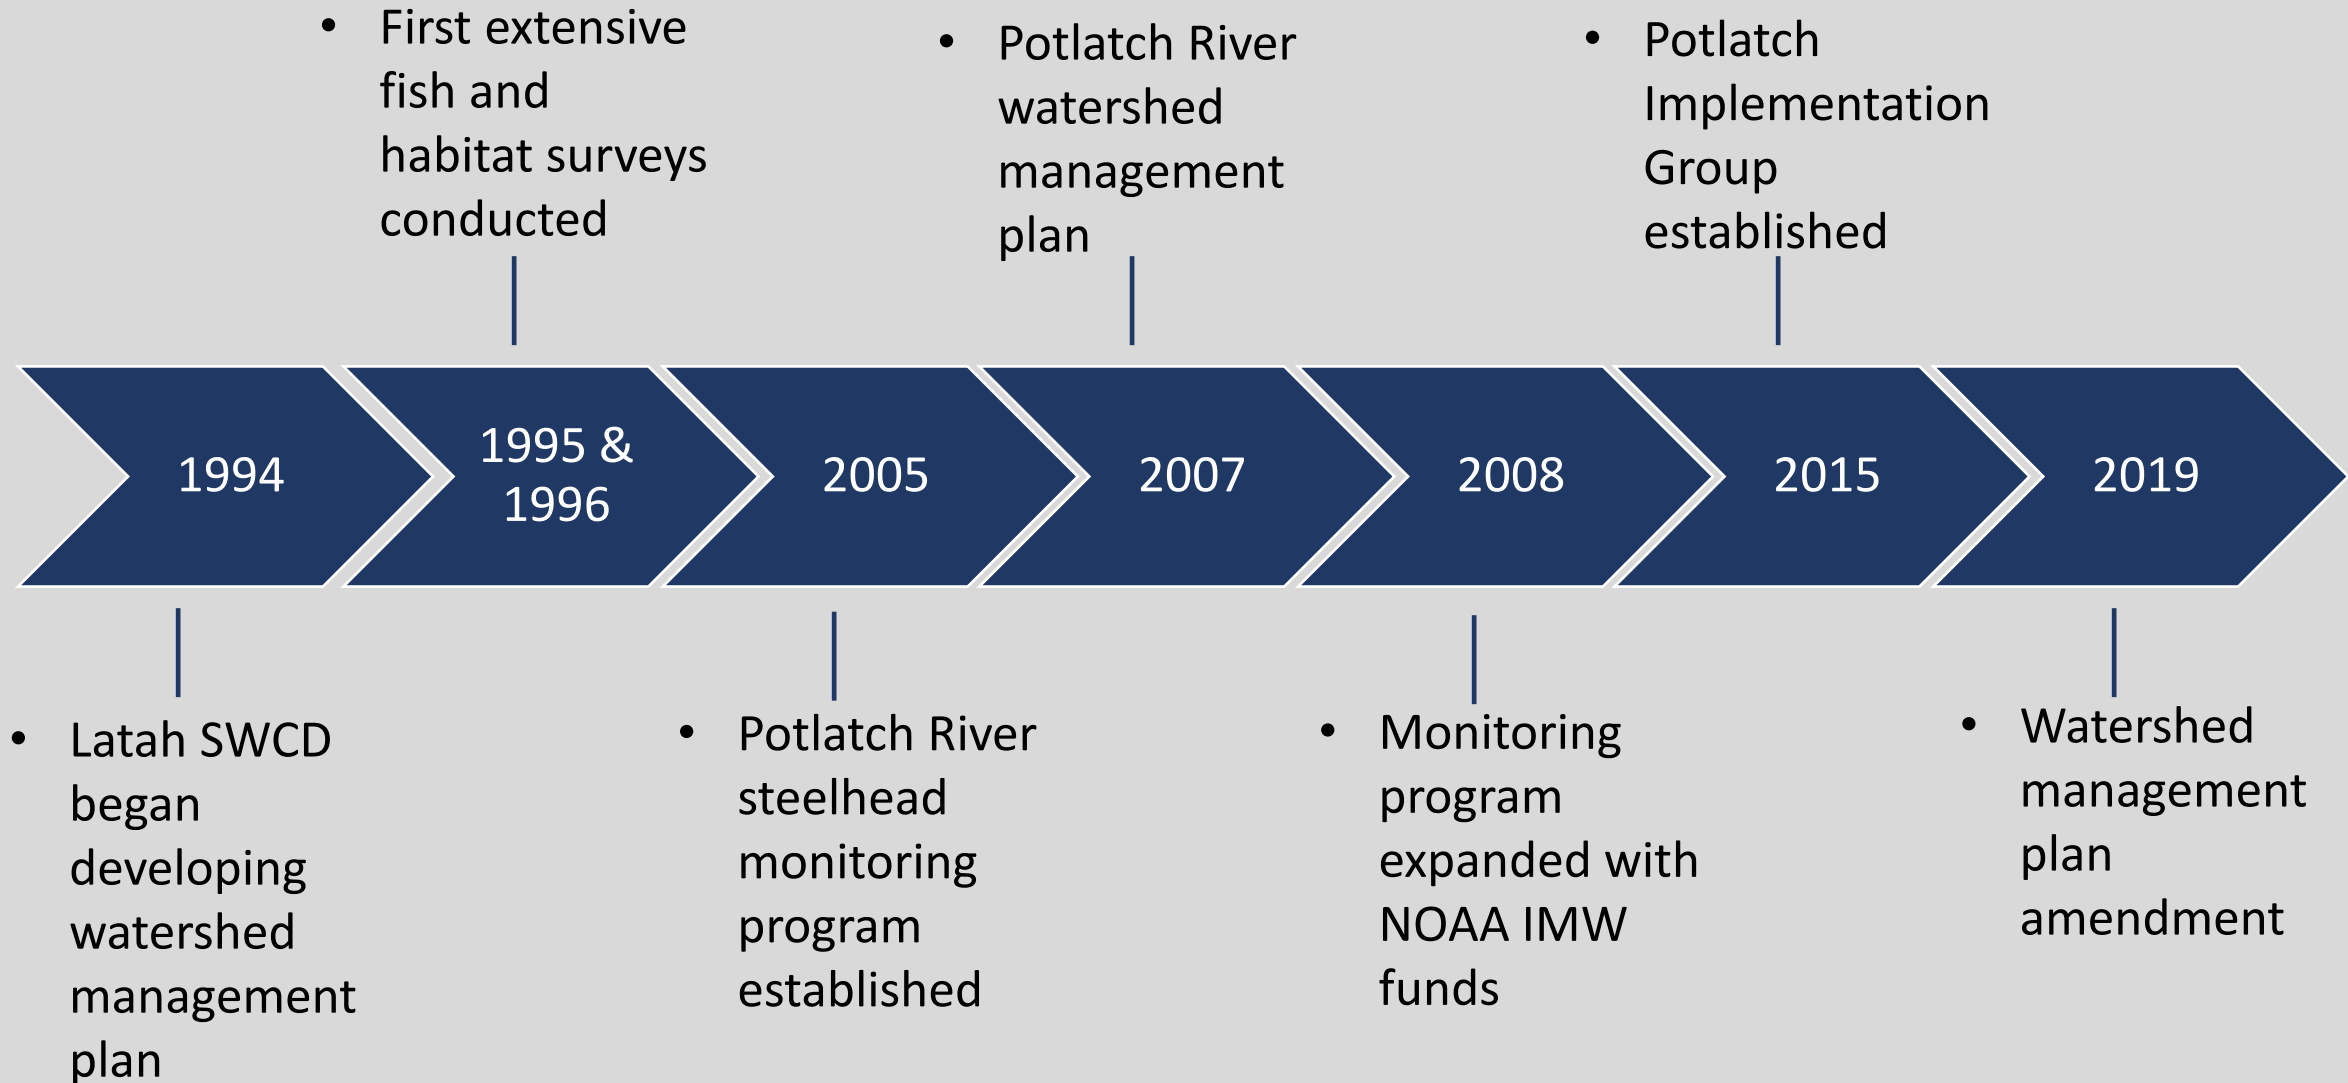 • First extensive
fish and
habitat surveys
conducted
• Potlatch River
watershed
management
plan
• Potlatch
Implementation
Group
established
1994
1995 &
1996
2005
2007
2008
2015
2019
• Latah SWCD
began
developing
watershed
management
plan
• Potlatch River
steelhead
monitoring
program
established
• Monitoring
program
expanded with
NOAA IMW
funds
• Watershed
management
plan
amendment